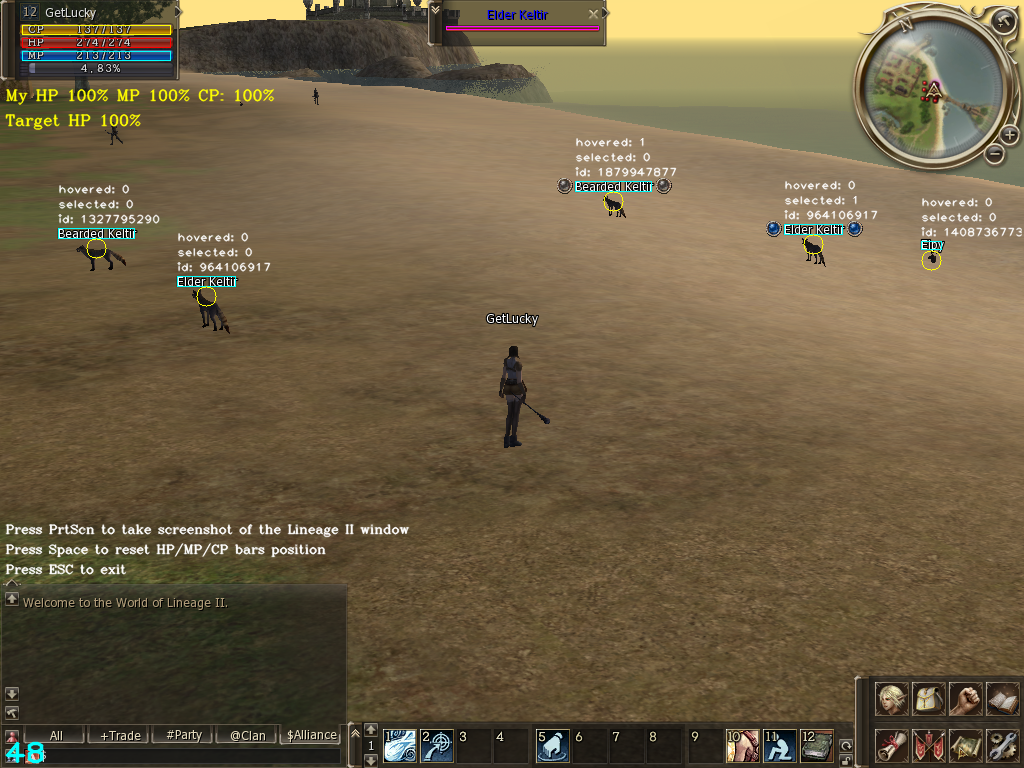 12 GetLucky
CP 137/137
HP 274/274
MP 213/213
4,83%
Elder Keltir
N
My HP 100% MP 100% CP: 100%
Target HP 100%
hovered: 1
selected: 0
id: 1879947877
Bearded Keltir
hovered: 0
selected: 0
id: 1327795290
Bearded Keltir
hovered: 0
selected: 1
id: 964106917
Elder Keltir
hovered: 0
selected: 0
id: 1408736773
Elpy
hovered: 0
selected: 0
id: 964106917
Elder Keltir
GetLucky
Press PrtScn to take screenshot of the Lineage II window
Press Space to reset HP/MP/CP bars position
Press ESC to exit
Welcome to the World of Lineage II.
All +Trade #Party @Clan $Alliance
48
1
1 2 3 4 5 6 7 8 9 10 11 12